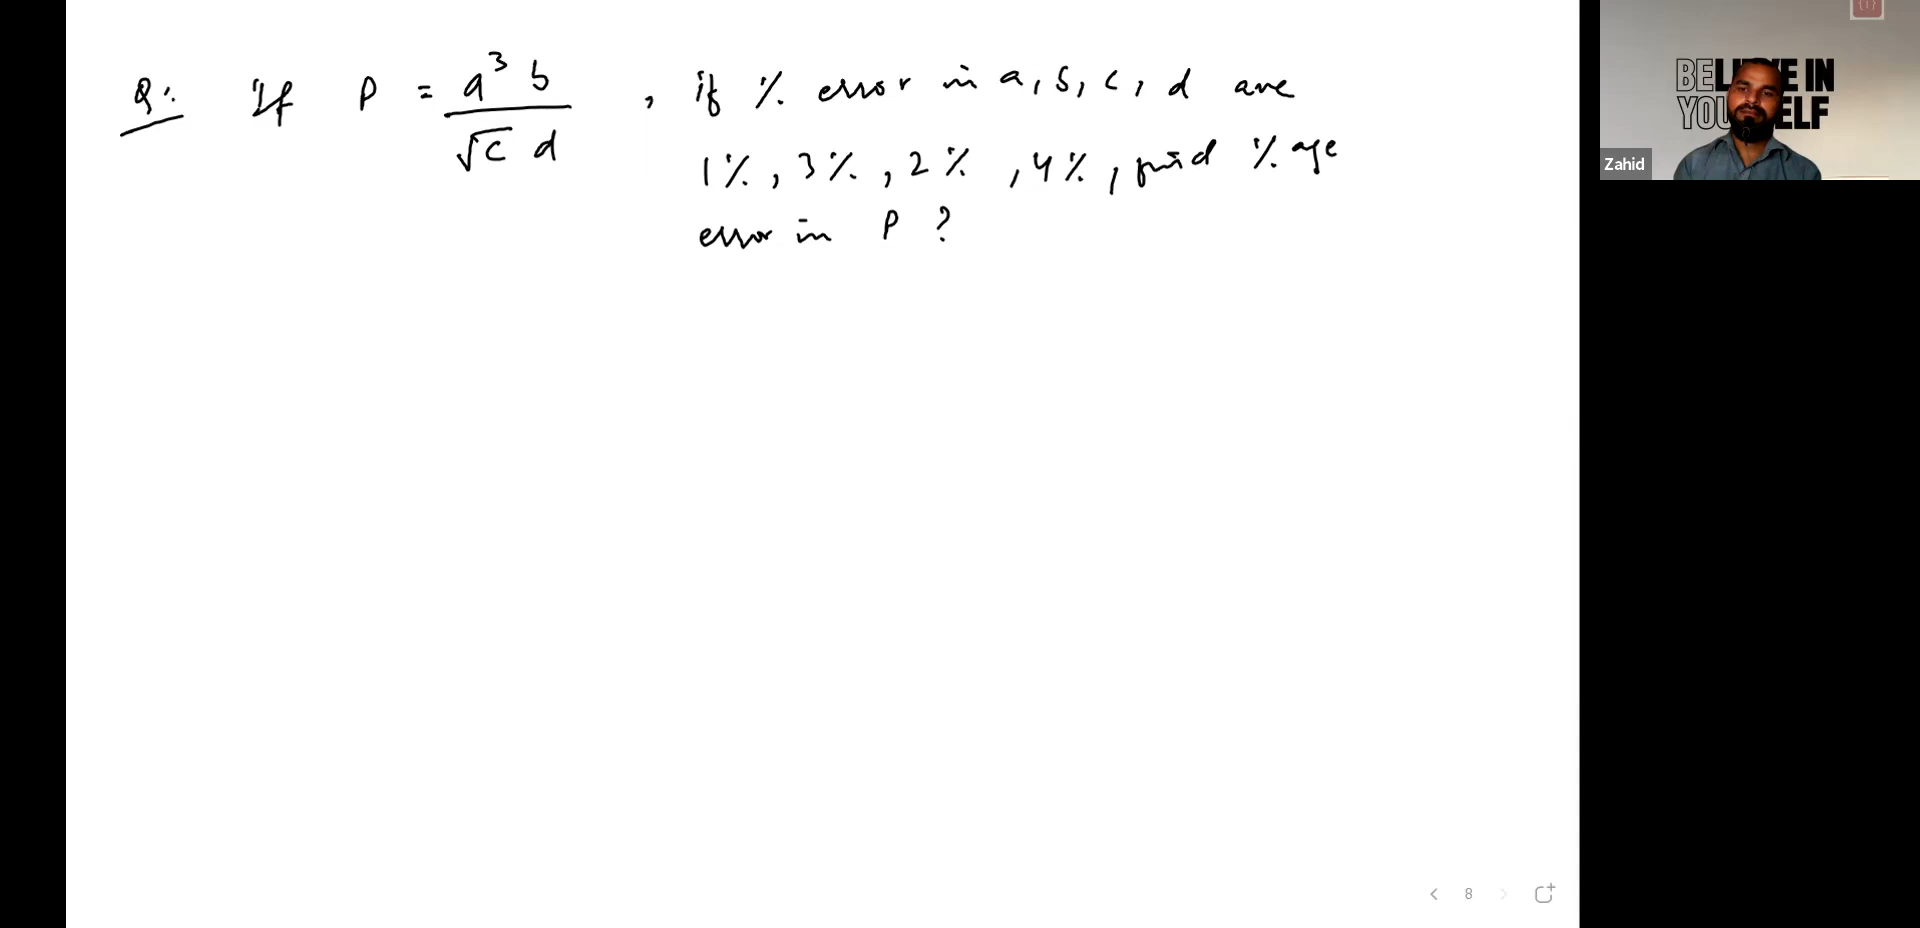 Q: If P = a³ b / √c d , if % error in a, b, c, d are
1%, 3%, 2%, 4%, find %age
error in P ?
BELIEVE IN
YOURSELF
Zahid
8